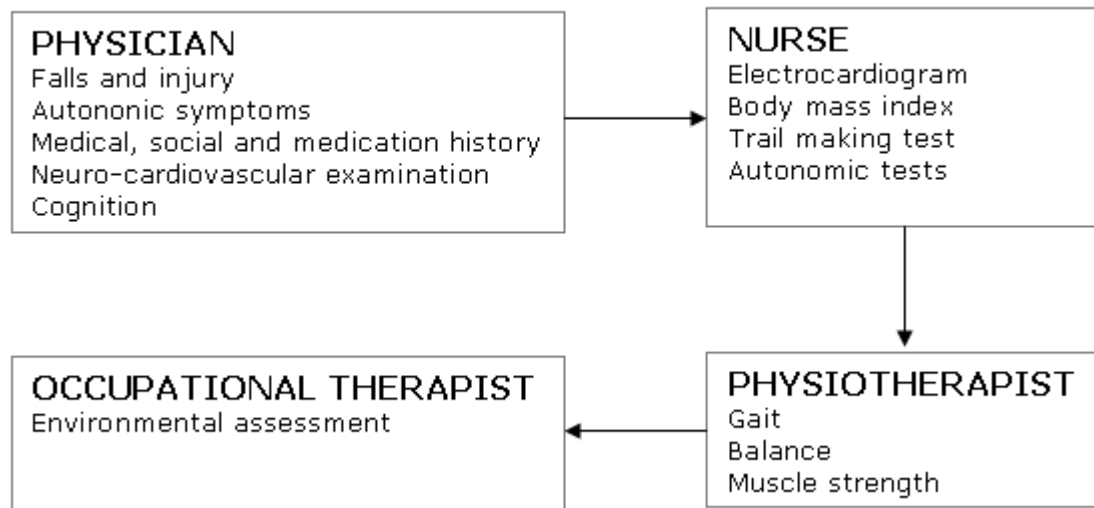 PHYSICIAN
Falls and injury
Autononic symptoms
Medical, social and medication history
Neuro-cardiovascular examination
Cognition
NURSE
Electrocardiogram
Body mass index
Trail making test
Autonomic tests
PHYSIOTHERAPIST
Gait
Balance
Muscle strength
OCCUPATIONAL THERAPIST
Environmental assessment